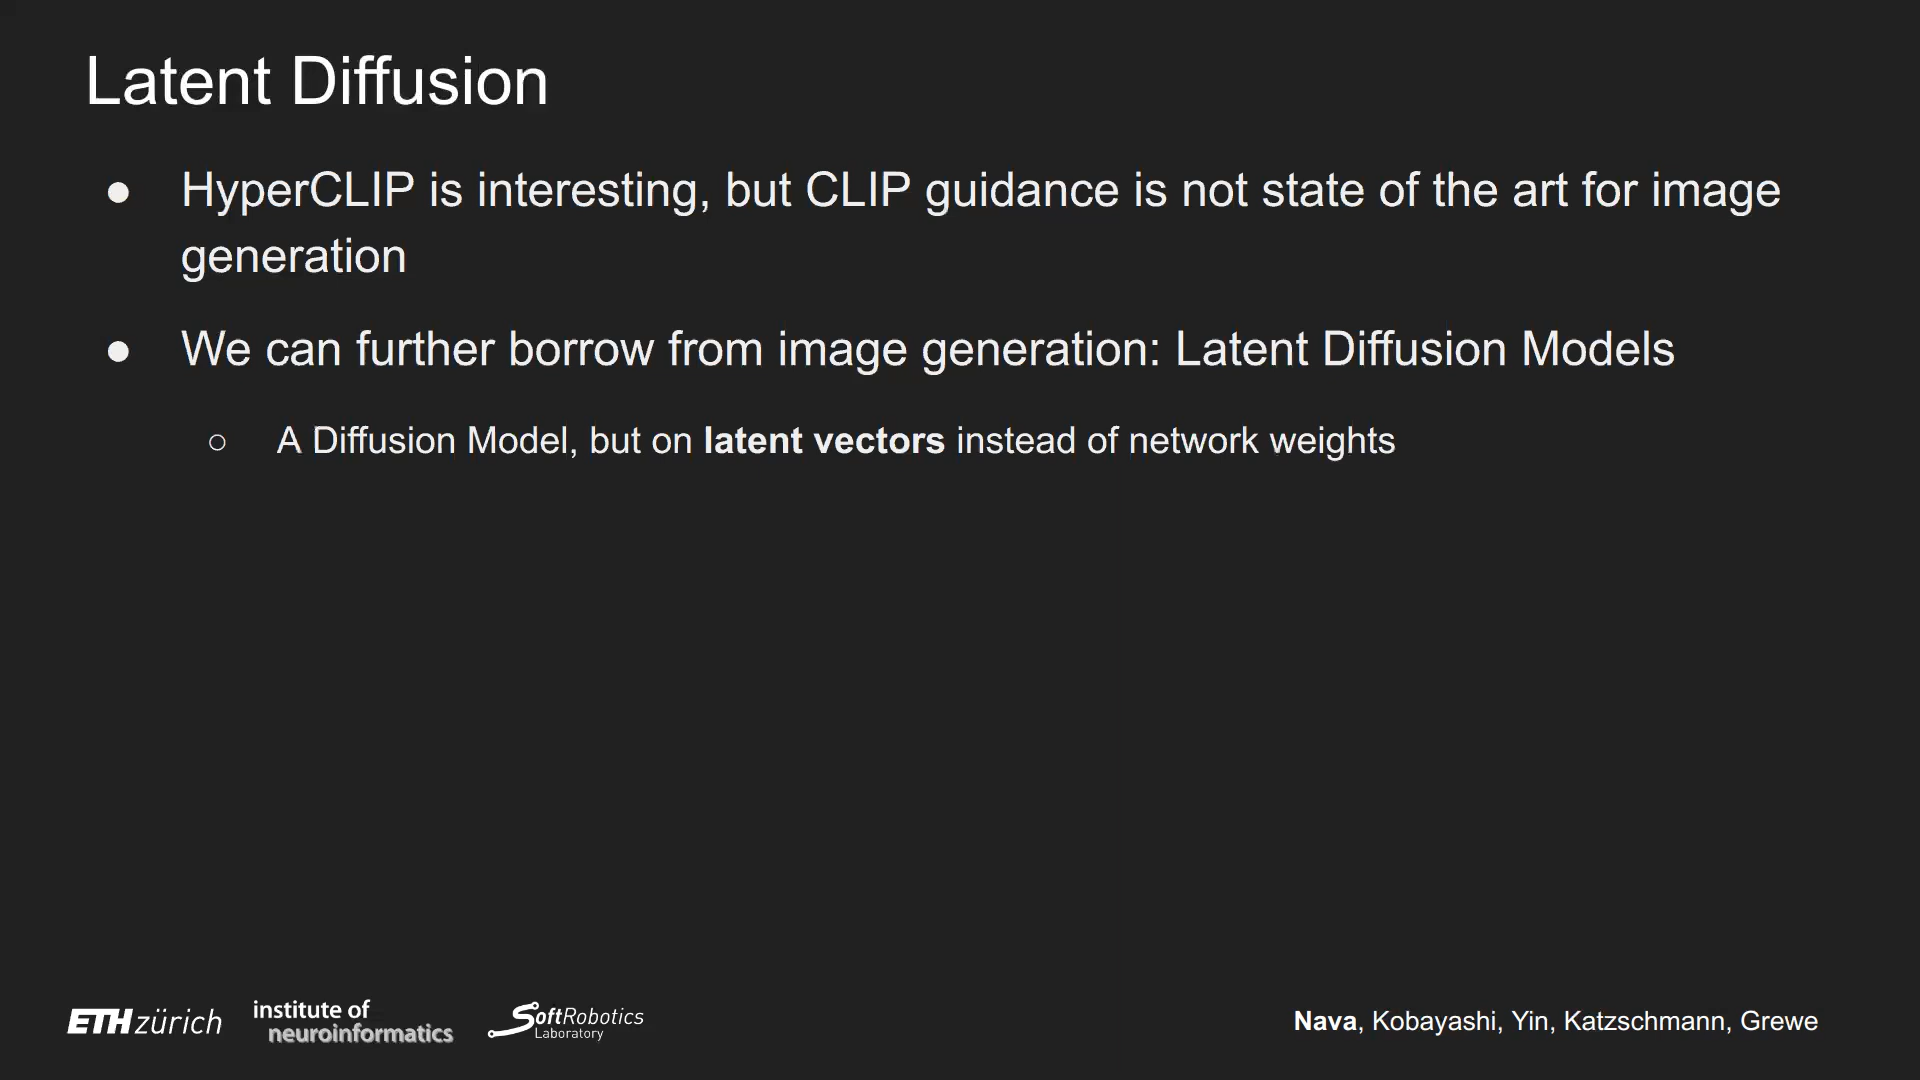 Latent Diffusion
● HyperCLIP is interesting, but CLIP guidance is not state of the art for image
generation
● We can further borrow from image generation: Latent Diffusion Models
○ A Diffusion Model, but on latent vectors instead of network weights
ETH zürich
institute of
neuroinformatics
SoftRobotics
Laboratory
Nava, Kobayashi, Yin, Katzschmann, Grewe